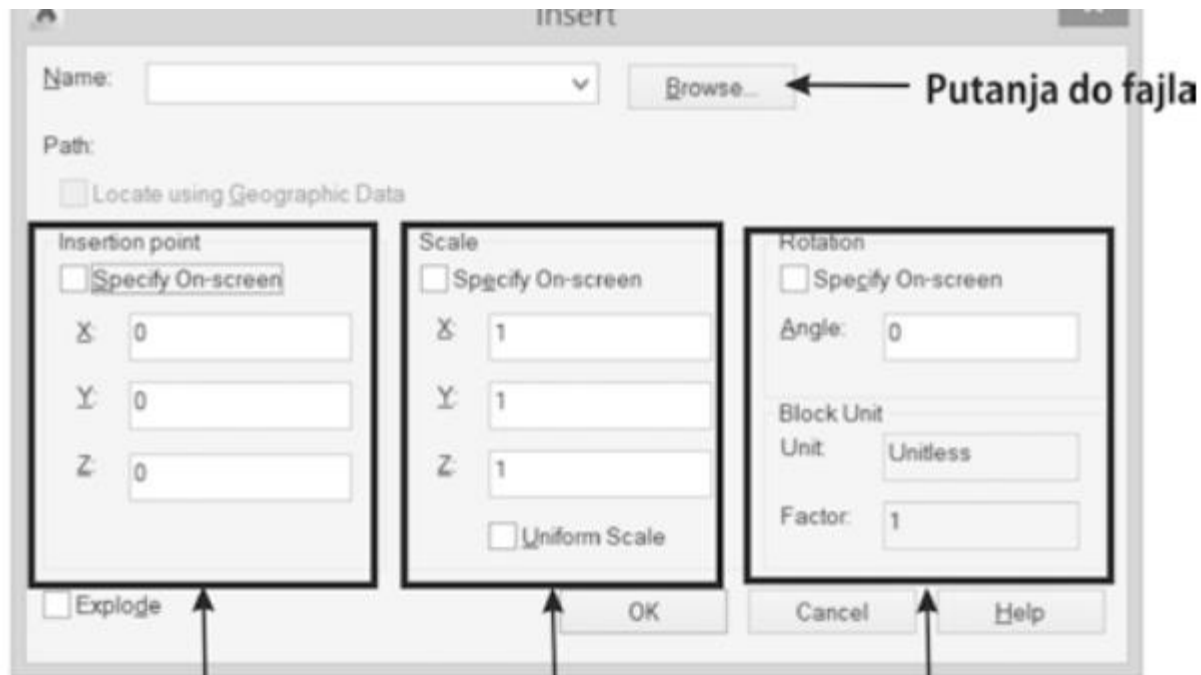 Insert
Name:
Browse...
Putanja do fajla
Path:
Locate using Geographic Data
Insertion point
Specify On-screen
X: 0
Y: 0
Z: 0
Scale
Specify On-screen
X: 1
Y: 1
Z: 1
Uniform Scale
Rotation
Specify On-screen
Angle: 0
Block Unit
Unit: Unitless
Factor: 1
Explode
OK
Cancel
Help